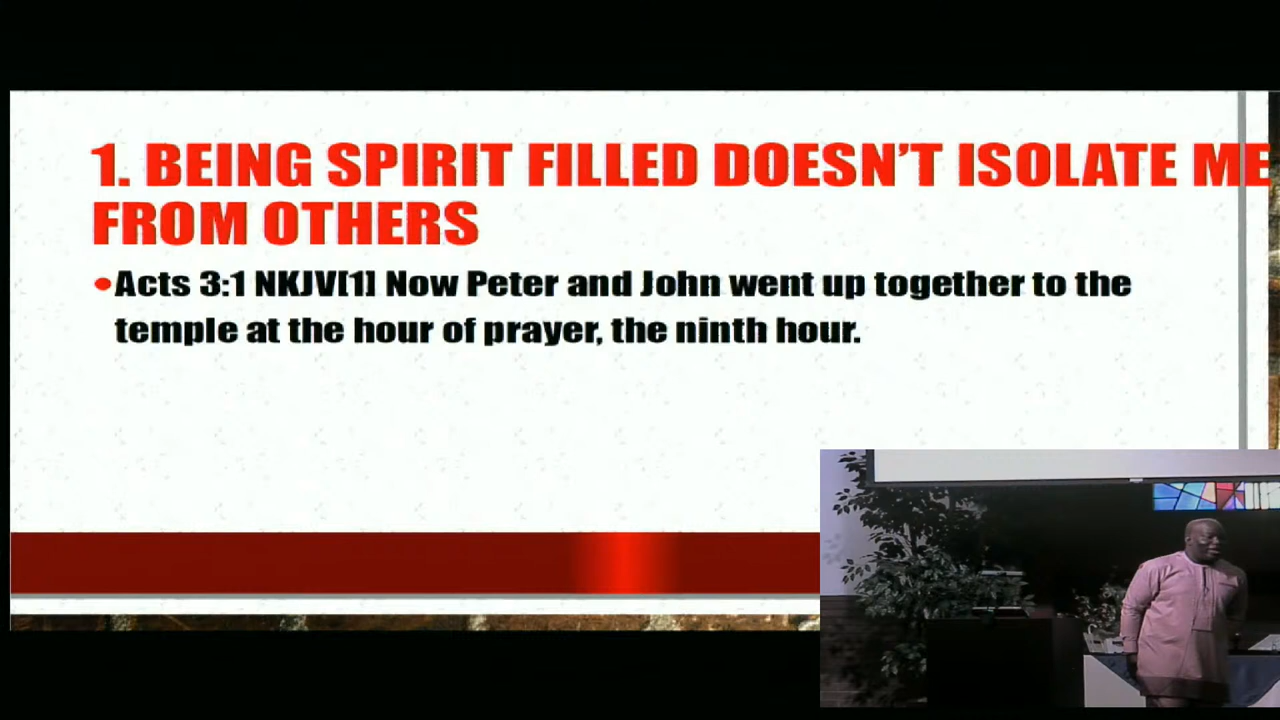 1. BEING SPIRIT FILLED DOESN’T ISOLATE ME
FROM OTHERS
•Acts 3:1 NKJV[1] Now Peter and John went up together to the
temple at the hour of prayer, the ninth hour.